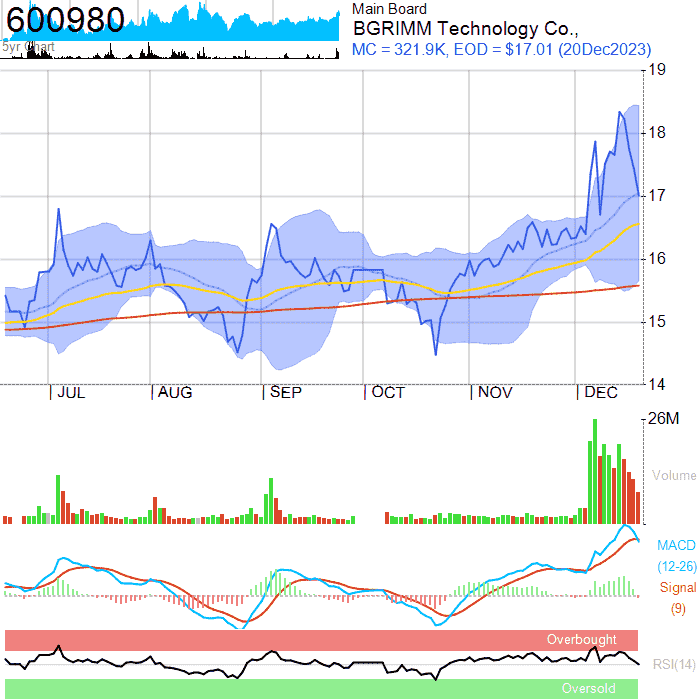 600980
5yr Chart
Main Board
BGRIMM Technology Co.,
MC = 321.9K, EOD = $17.01 (20Dec2023)
19
18
17
16
15
14
JUL AUG SEP OCT NOV DEC
26M
Volume
MACD
(12-26)
Signal
(9)
Overbought
RSI(14)
Oversold